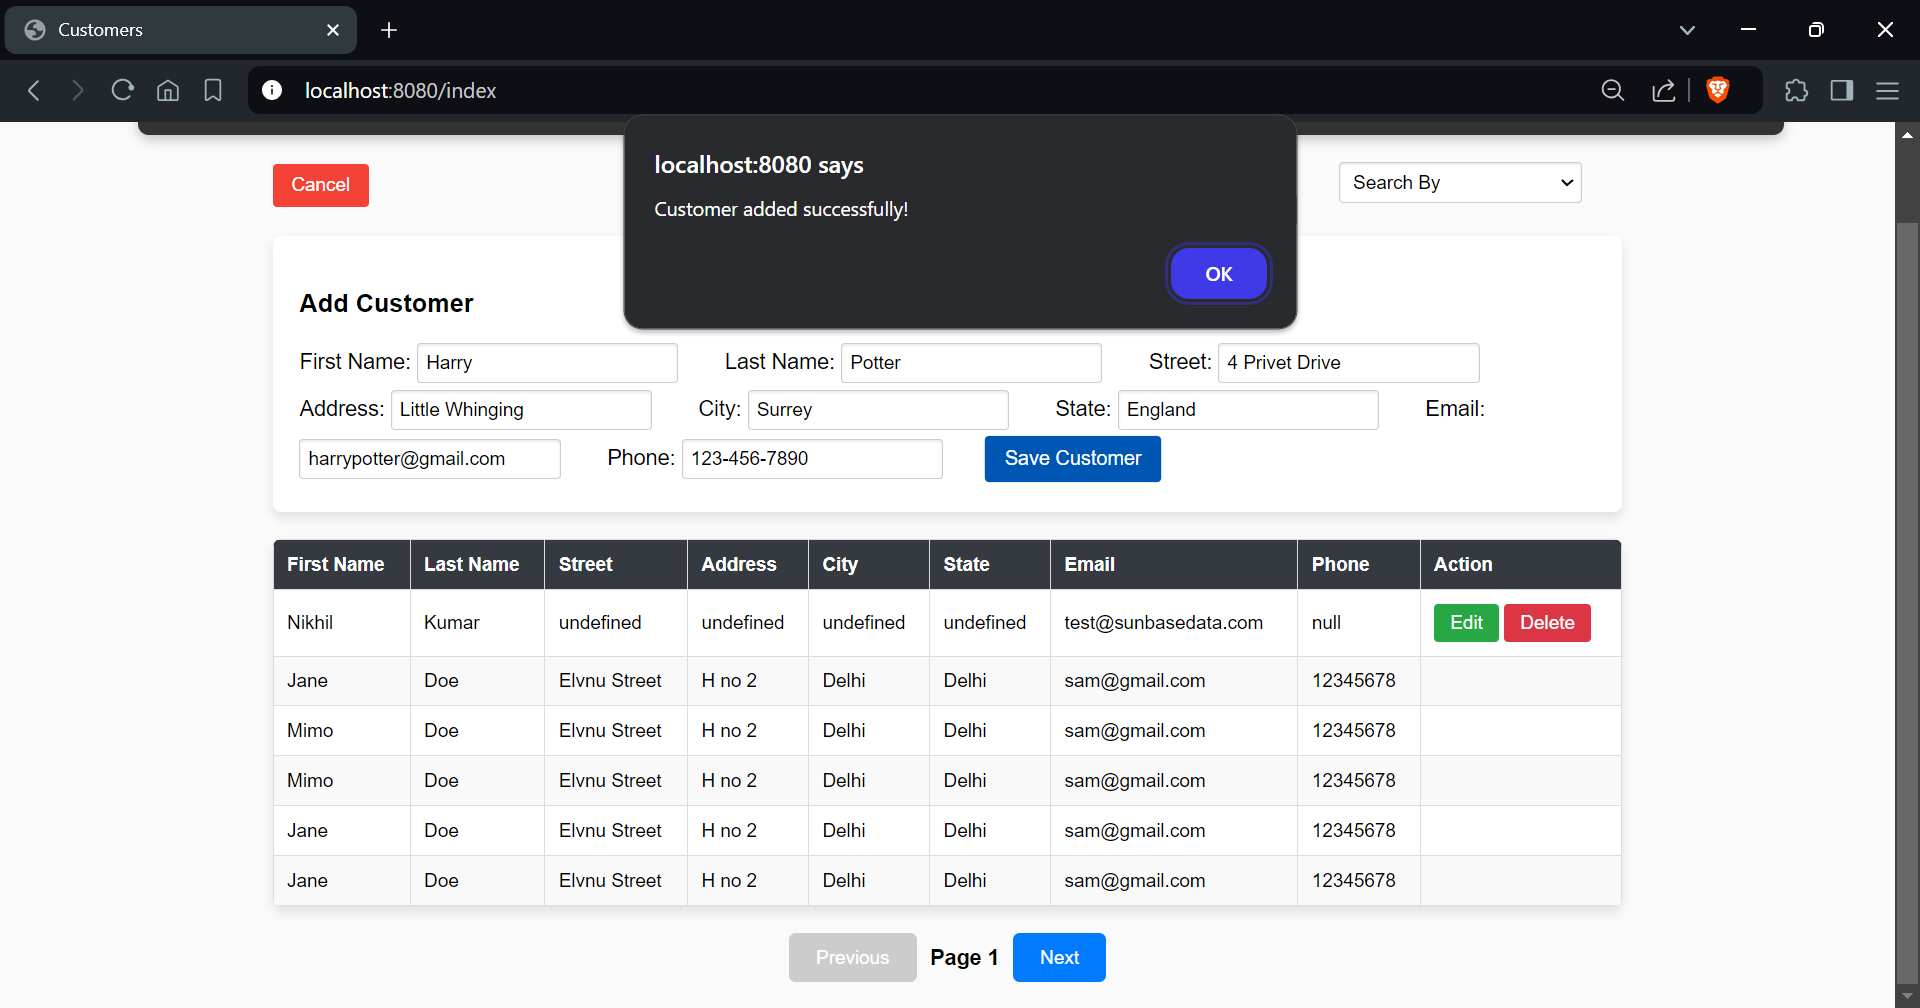 Customers
localhost:8080/index
localhost:8080 says
Customer added successfully!
OK
Cancel
Search By
Add Customer
First Name: Harry Last Name: Potter Street: 4 Privet Drive
Address: Little Whinging City: Surrey State: England Email:
harrypotter@gmail.com Phone: 123-456-7890 Save Customer
First Name Last Name Street Address City State Email Phone Action
Nikhil Kumar undefined undefined undefined undefined test@sunbasedata.com null Edit Delete
Jane Doe Elvnu Street H no 2 Delhi Delhi sam@gmail.com 12345678
Mimo Doe Elvnu Street H no 2 Delhi Delhi sam@gmail.com 12345678
Mimo Doe Elvnu Street H no 2 Delhi Delhi sam@gmail.com 12345678
Jane Doe Elvnu Street H no 2 Delhi Delhi sam@gmail.com 12345678
Jane Doe Elvnu Street H no 2 Delhi Delhi sam@gmail.com 12345678
Previous Page 1 Next